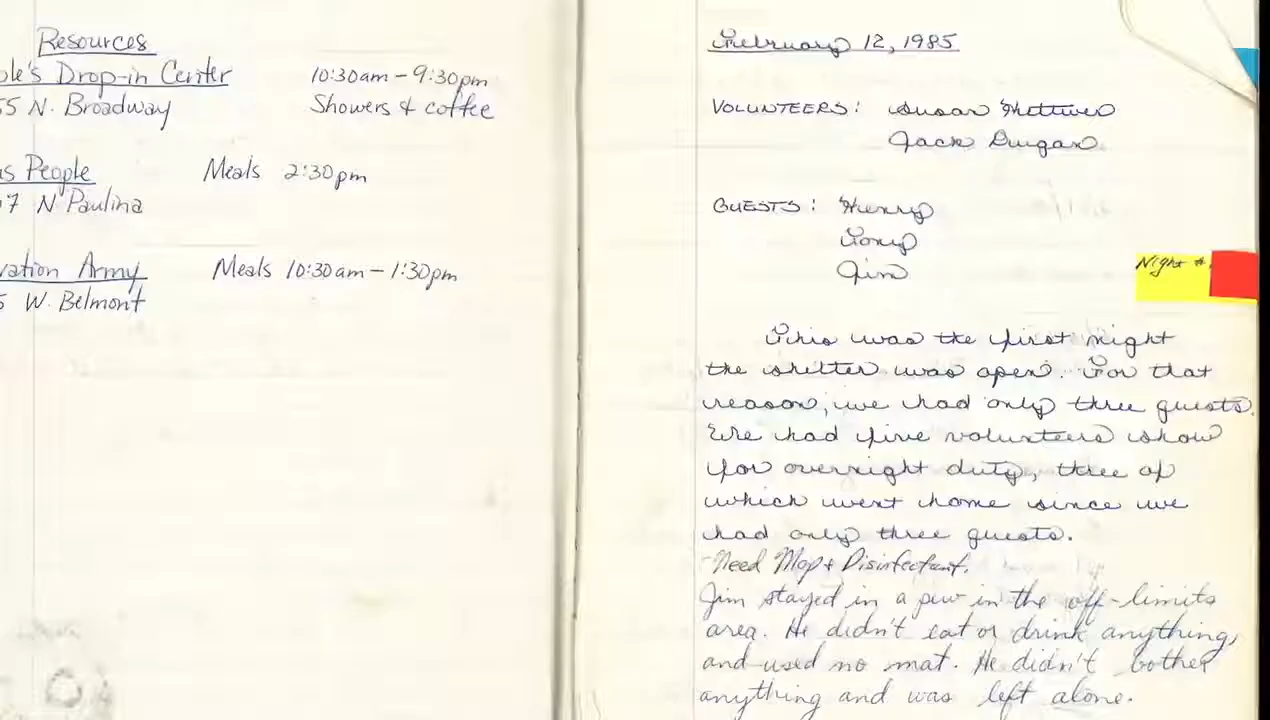 Resources
ole's Drop-in Center 10:30am - 9:30pm
55 N. Broadway Showers & coffee
us People Meals 2:30pm
07 N Paulina
vation Army Meals 10:30am - 1:30pm
5 W. Belmont
February 12, 1985
VOLUNTEERS: Susan
Jack Dugan
GUESTS: Henry
Tony
Jim
Night #
This was the first night
the shelter was open. For that
reason, we had only three guests.
We had five volunteers show
for overnight duty, three of
which went home since we
had only three guests.
-Need Mop & Disinfectant.
Jim stayed in a pew in the off-limits
area. He didn't eat or drink anything,
and used no mat. He didn't bother
anything and was left alone.